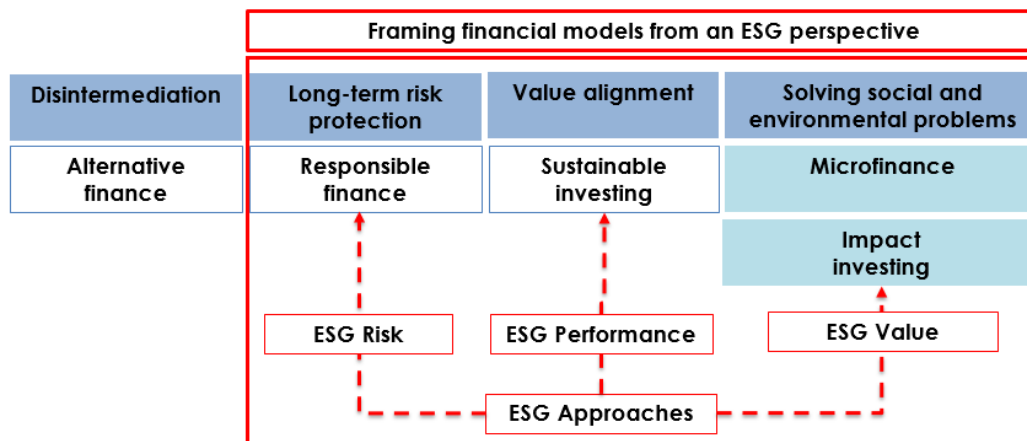 Framing financial models from an ESG perspective
Disintermediation
Long-term risk
protection
Value alignment
Solving social and
environmental problems
Alternative
finance
Responsible
finance
Sustainable
investing
Microfinance
Impact
investing
ESG Risk
ESG Performance
ESG Value
ESG Approaches